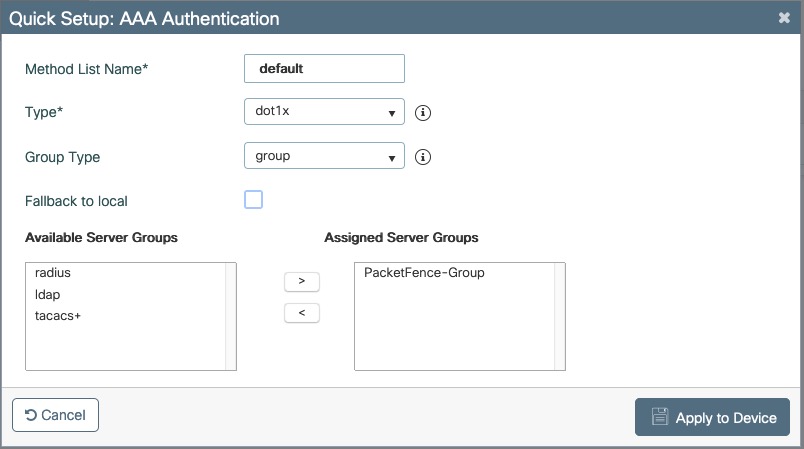 Quick Setup: AAA Authentication
Method List Name*
default
Type*
dot1x
Group Type
group
Fallback to local
Available Server Groups
Assigned Server Groups
radius
ldap
tacacs+
>
<
PacketFence-Group
Cancel
Apply to Device